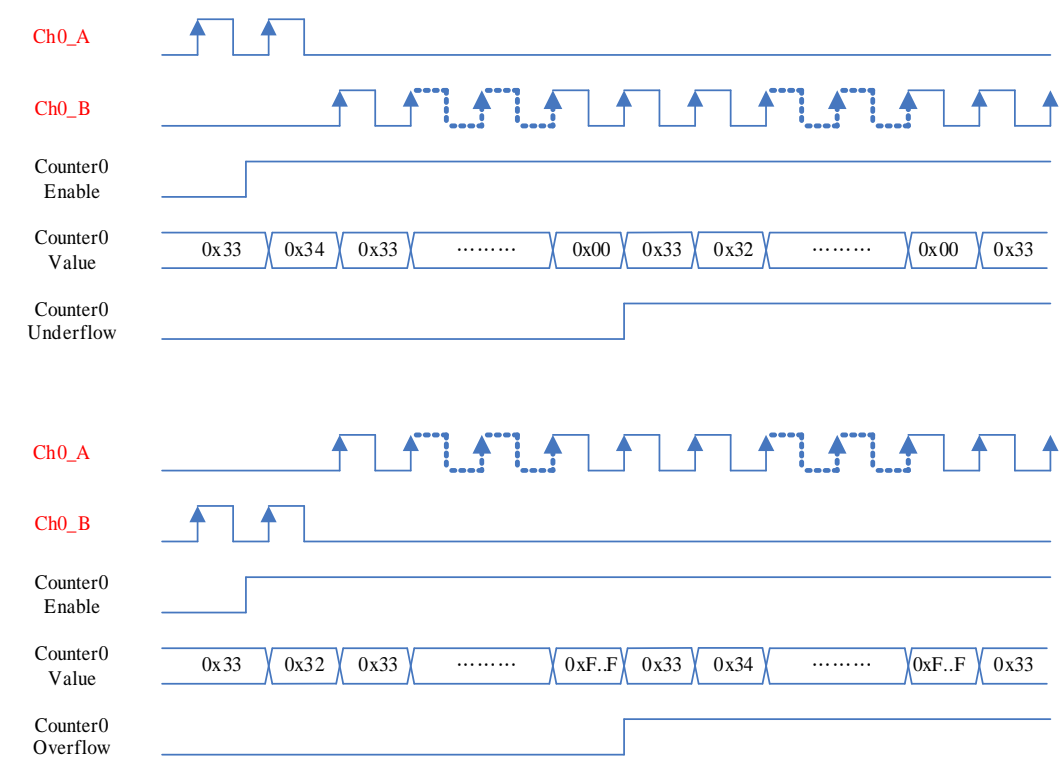 Ch0_A
Ch0_B
Counter0
Enable
Counter0
Value
0x33 0x34 0x33 ……… 0x00 0x33 0x32 ……… 0x00 0x33
Counter0
Underflow
Ch0_A
Ch0_B
Counter0
Enable
Counter0
Value
0x33 0x32 0x33 ……… 0xF..F 0x33 0x34 ……… 0xF..F 0x33
Counter0
Overflow